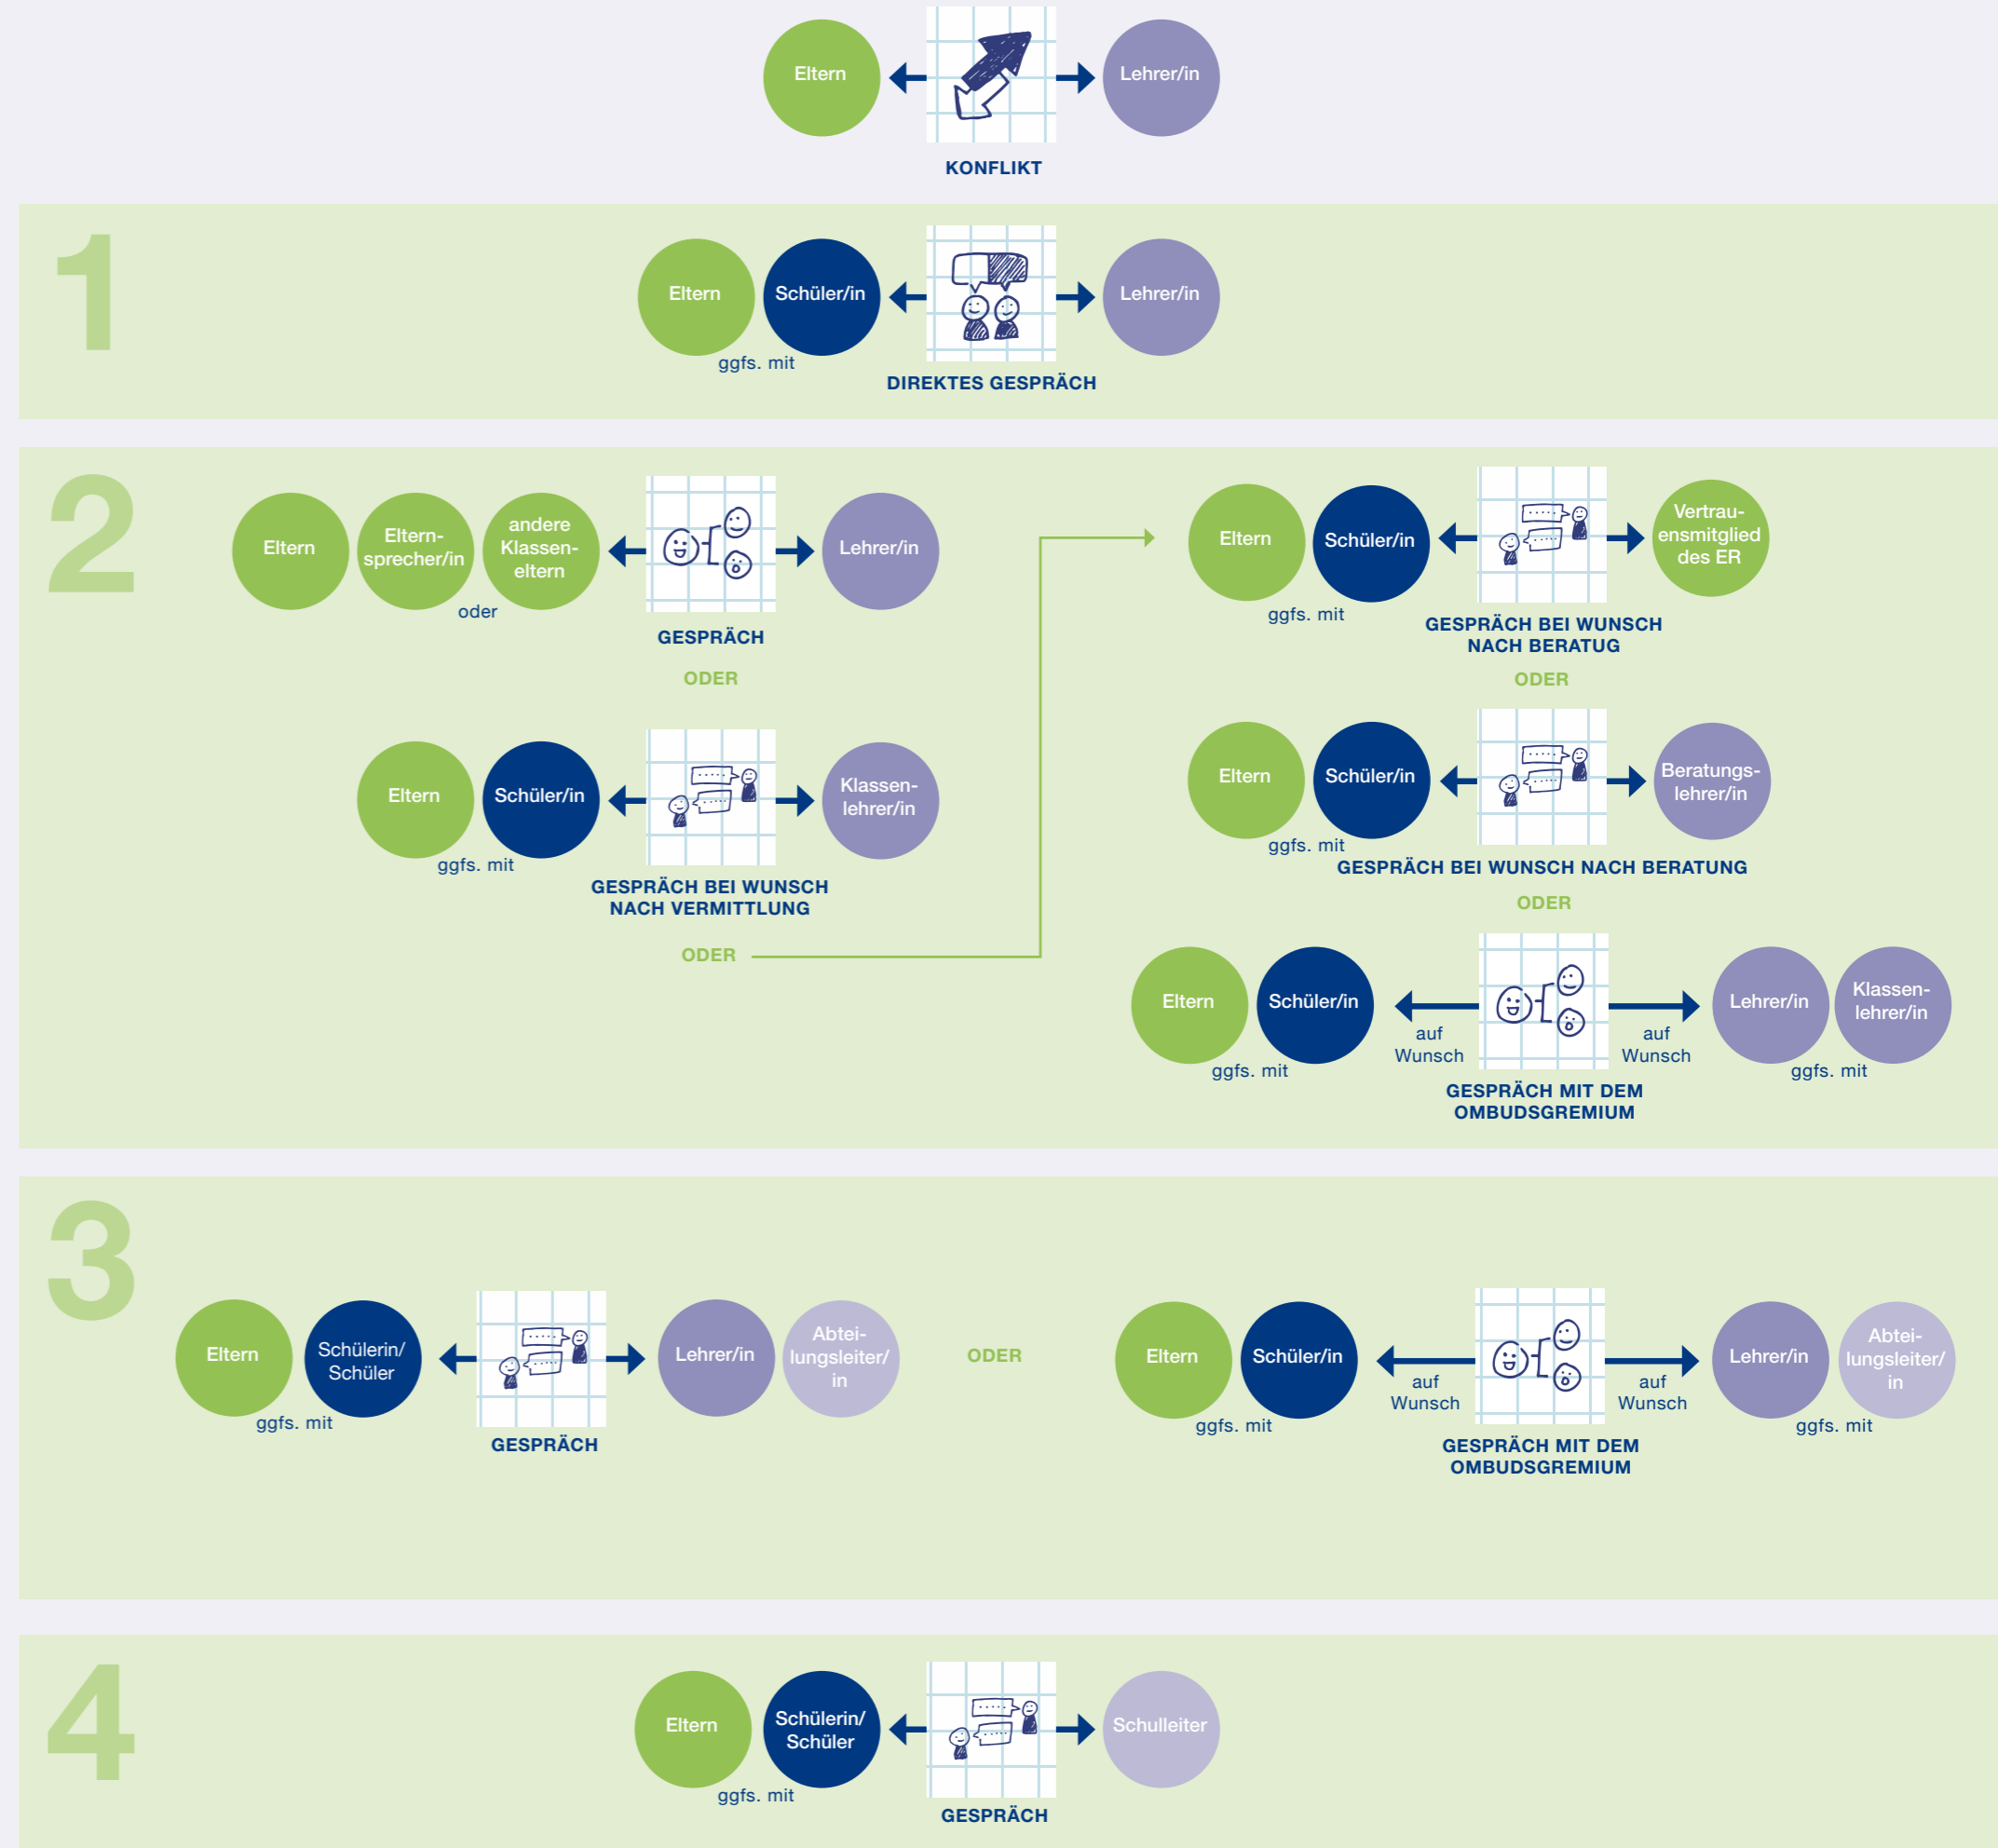 Eltern
Lehrer/in
KONFLIKT
1
Eltern
Schüler/in
Lehrer/in
ggfs. mit
DIREKTES GESPRÄCH
2
Eltern
Eltern-
sprecher/in
andere
Klassen-
eltern
Lehrer/in
oder
GESPRÄCH
ODER
Eltern
Schüler/in
Klassen-
lehrer/in
ggfs. mit
GESPRÄCH BEI WUNSCH
NACH VERMITTLUNG
ODER
Eltern
Schüler/in
Vertrau-
ensmitglied
des ER
ggfs. mit
GESPRÄCH BEI WUNSCH
NACH BERATUG
ODER
Eltern
Schüler/in
Beratungs-
lehrer/in
ggfs. mit
GESPRÄCH BEI WUNSCH NACH BERATUNG
ODER
Eltern
Schüler/in
Lehrer/in
Klassen-
lehrer/in
auf
Wunsch
auf
Wunsch
ggfs. mit
ggfs. mit
GESPRÄCH MIT DEM
OMBUDSGREMIUM
3
Eltern
Schülerin/
Schüler
Lehrer/in
Abtei-
lungsleiter/
in
ggfs. mit
GESPRÄCH
ODER
Eltern
Schüler/in
Lehrer/in
Abtei-
lungsleiter/
in
auf
Wunsch
auf
Wunsch
ggfs. mit
ggfs. mit
GESPRÄCH MIT DEM
OMBUDSGREMIUM
4
Eltern
Schülerin/
Schüler
Schulleiter
ggfs. mit
GESPRÄCH